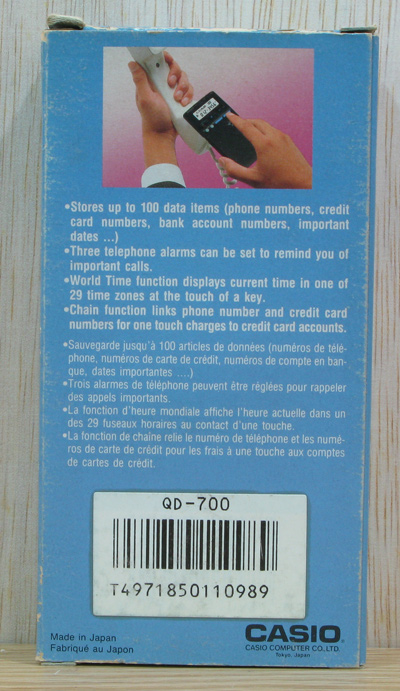 •Stores up to 100 data items (phone numbers, credit
card numbers, bank account numbers, important
dates ...)
•Three telephone alarms can be set to remind you of
important calls.
•World Time function displays current time in one of
29 time zones at the touch of a key.
•Chain function links phone number and credit card
numbers for one touch charges to credit card accounts.
•Sauvegarde jusqu'à 100 articles de données (numéros de télé-
phone, numéros de carte de crédit, numéros de compte en ban-
que, dates importantes ....)
•Trois alarmes de téléphone peuvent être réglées pour rappeler
des appels importants.
•La fonction d'heure mondiale affiche l'heure actuelle dans un
des 29 fuseaux horaires au contact d'une touche.
•La fonction de chaîne relie le numéro de téléphone et les numé-
ros de carte de crédit pour les frais à une touche aux comptes
de cartes de crédit.
QD-700
T4971850110989
Made in Japan
Fabriqué au Japon
CASIO.
CASIO COMPUTER CO.,LTD.
Tokyo, Japan